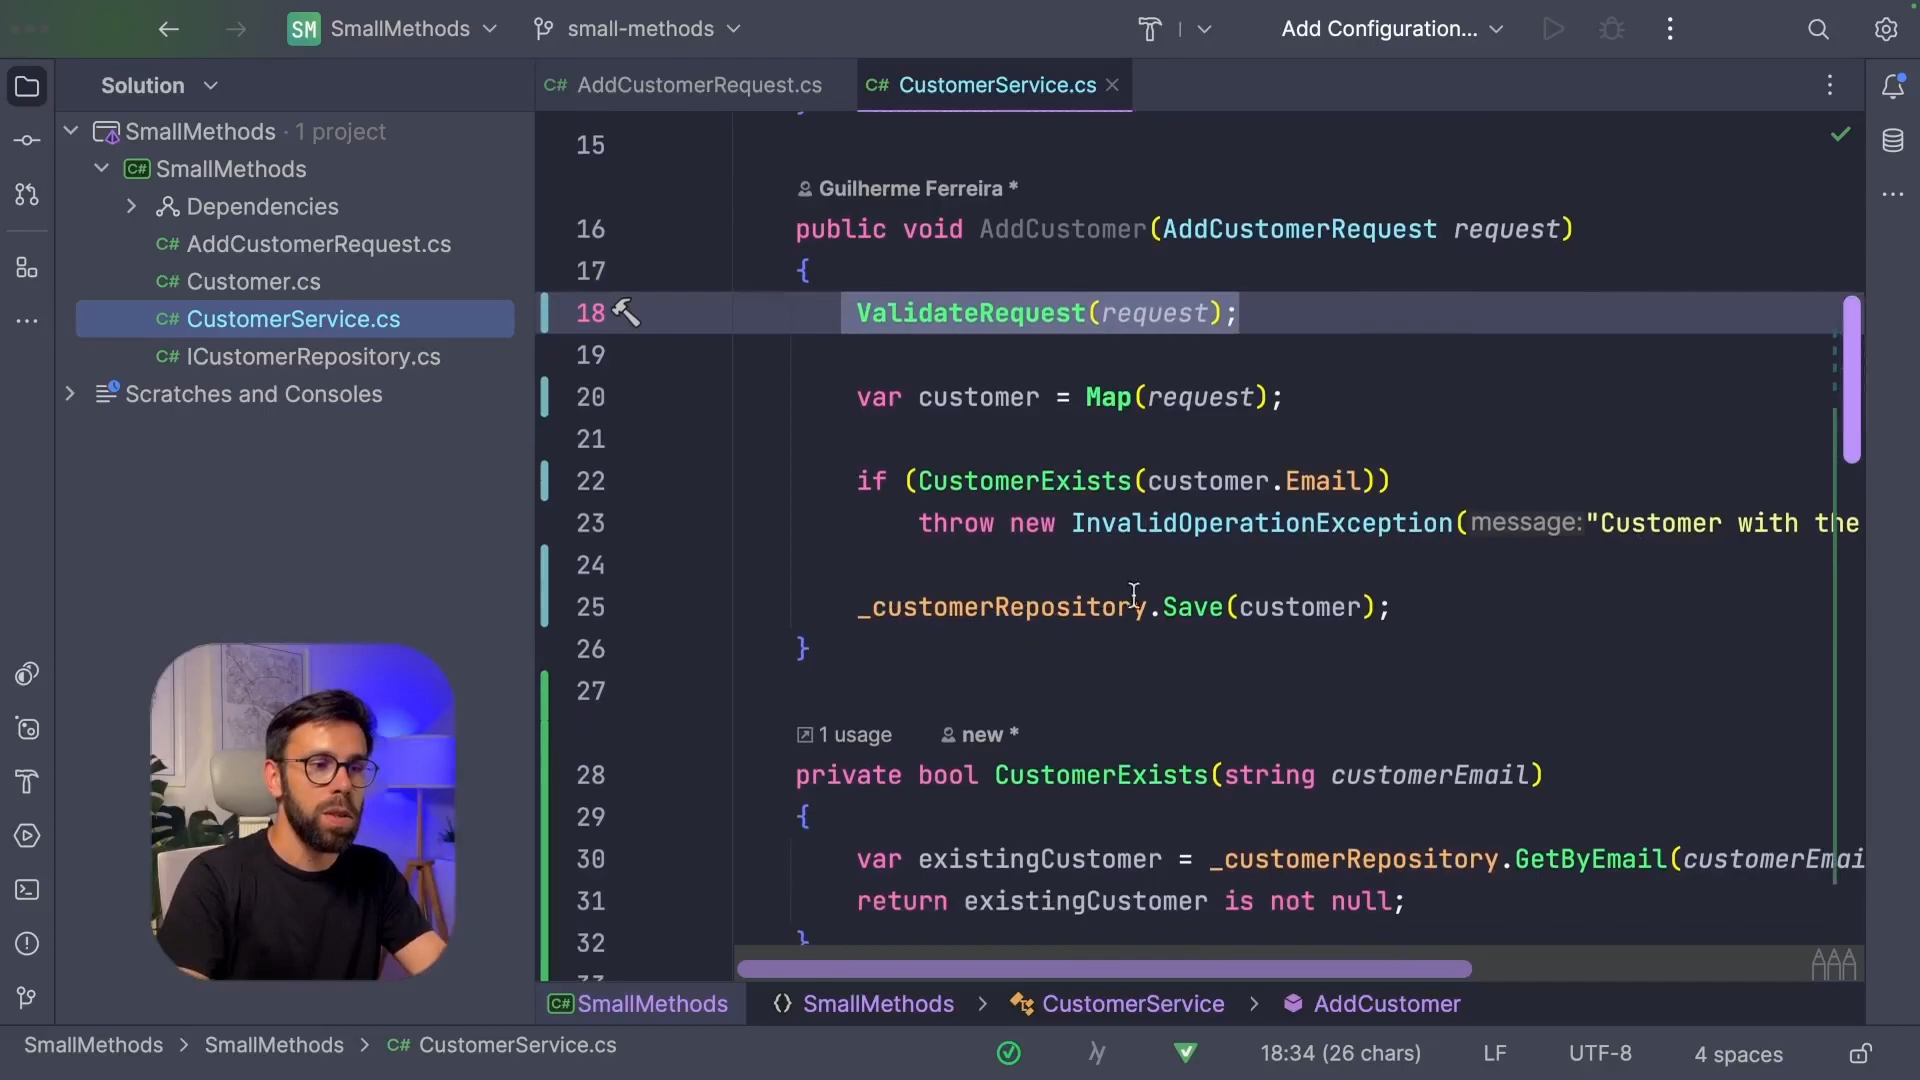 SM SmallMethods small-methods Add Configuration...
Solution
C# AddCustomerRequest.cs C# CustomerService.cs
SmallMethods · 1 project
C# SmallMethods
Dependencies
C# AddCustomerRequest.cs
C# Customer.cs
C# CustomerService.cs
C# ICustomerRepository.cs
Scratches and Consoles
15
Guilherme Ferreira *
16 public void AddCustomer(AddCustomerRequest request)
17 {
18 ValidateRequest(request);
19
20 var customer = Map(request);
21
22 if (CustomerExists(customer.Email))
23 throw new InvalidOperationException(message:"Customer with the
24
25 _customerRepository.Save(customer);
26 }
27
1 usage new *
28 private bool CustomerExists(string customerEmail)
29 {
30 var existingCustomer = _customerRepository.GetByEmail(customerEmai
31 return existingCustomer is not null;
32 }
C# SmallMethods SmallMethods > CustomerService > AddCustomer
SmallMethods > SmallMethods > C# CustomerService.cs 18:34 (26 chars) LF UTF-8 4 spaces